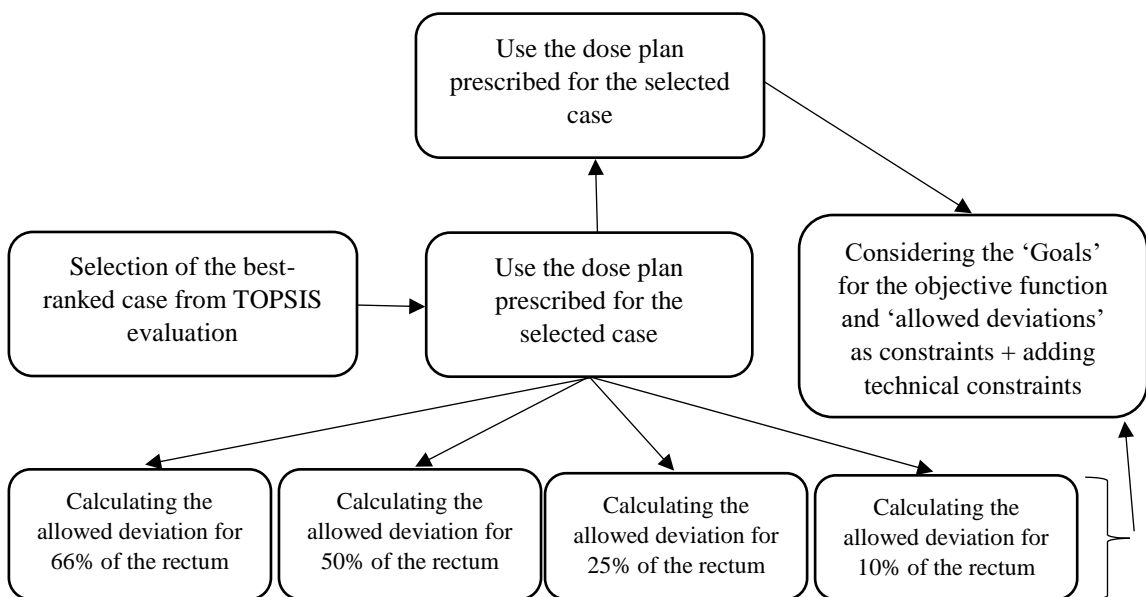 Use the dose plan
prescribed for the selected
case
Selection of the best-
ranked case from TOPSIS
evaluation
Use the dose plan
prescribed for the
selected case
Considering the ‘Goals’
for the objective function
and ‘allowed deviations’
as constraints + adding
technical constraints
Calculating the
allowed deviation for
66% of the rectum
Calculating the
allowed deviation for
50% of the rectum
Calculating the
allowed deviation for
25% of the rectum
Calculating the
allowed deviation for
10% of the rectum